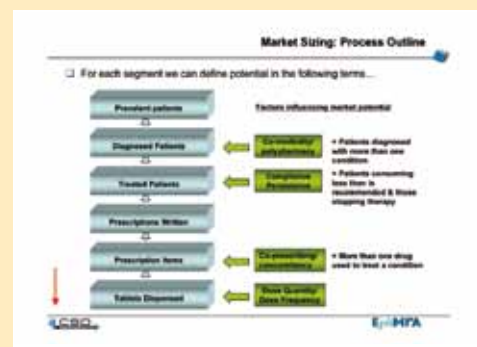 Market Sizing: Process Outline
For each segment we can define potential in the following terms...
Prevalent patients
Factors influencing market potential
Diagnosed Patients
Co-morbidity/
polypharmacy
= Patients diagnosed
with more than one
condition
Treated Patients
Compliance
Persistence
= Patients consuming
less than is
recommended & those
stopping therapy
Prescriptions Written
Prescription Items
Co-prescribing/
concomitancy
= More than one drug
used to treat a condition
Tablets Dispensed
Dose Quantity/
Dose Frequency
CSD